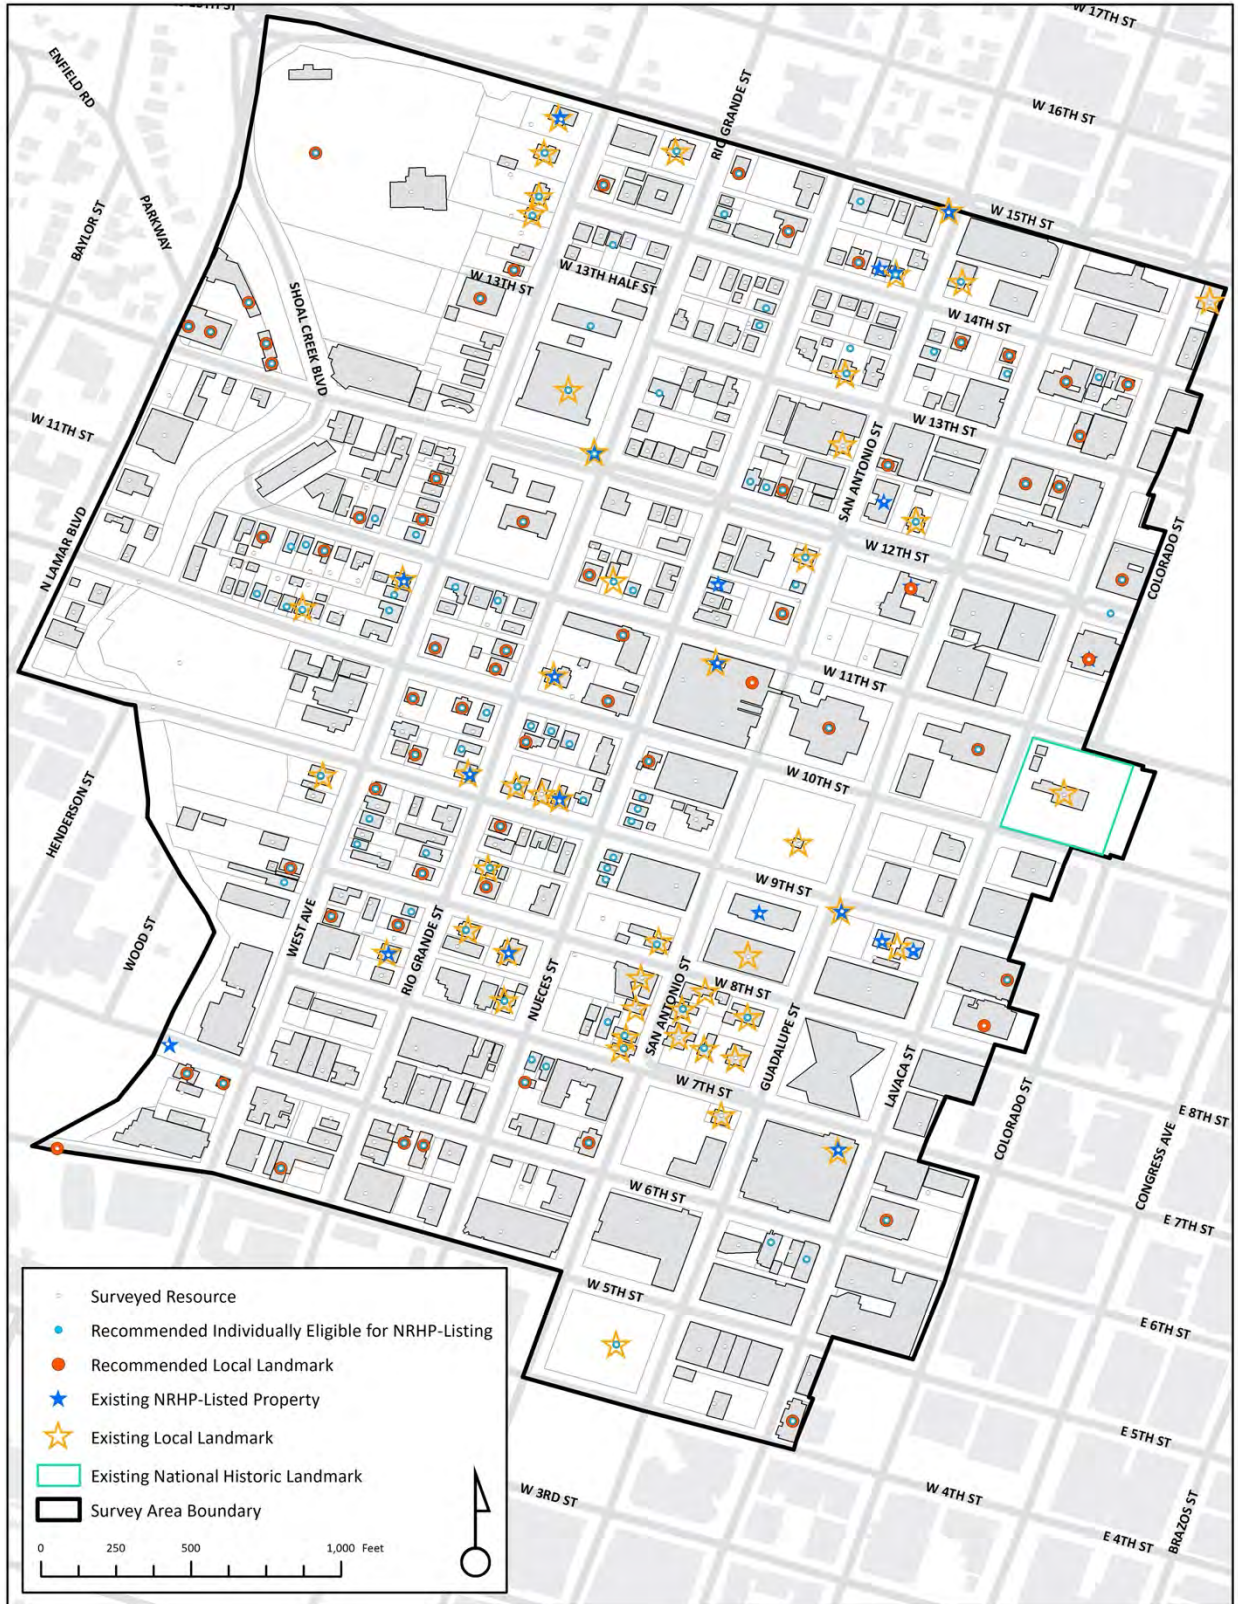 W 17TH ST
ENFIELD RD
W 16TH ST
RIO GRANDE ST
BAYLOR ST
PARKWAY
W 15TH ST
W 13TH ST
W 13TH HALF ST
SHOAL CREEK BLVD
W 14TH ST
W 11TH ST
W 13TH ST
SAN ANTONIO ST
N LAMAR BLVD
W 12TH ST
COLORADO ST
W 11TH ST
W 10TH ST
HENDERSON ST
W 9TH ST
WEST AVE
WOOD ST
RIO GRANDE ST
NUECES ST
SAN ANTONIO ST
W 8TH ST
GUADALUPE ST
LAVACA ST
W 7TH ST
COLORADO ST
E 8TH ST
CONGRESS AVE
W 6TH ST
E 7TH ST
W 5TH ST
E 6TH ST
E 5TH ST
W 3RD ST
W 4TH ST
BRAZOS ST
E 4TH ST
Surveyed Resource
Recommended Individually Eligible for NRHP-Listing
Recommended Local Landmark
Existing NRHP-Listed Property
Existing Local Landmark
Existing National Historic Landmark
Survey Area Boundary
0 250 500 1,000 Feet